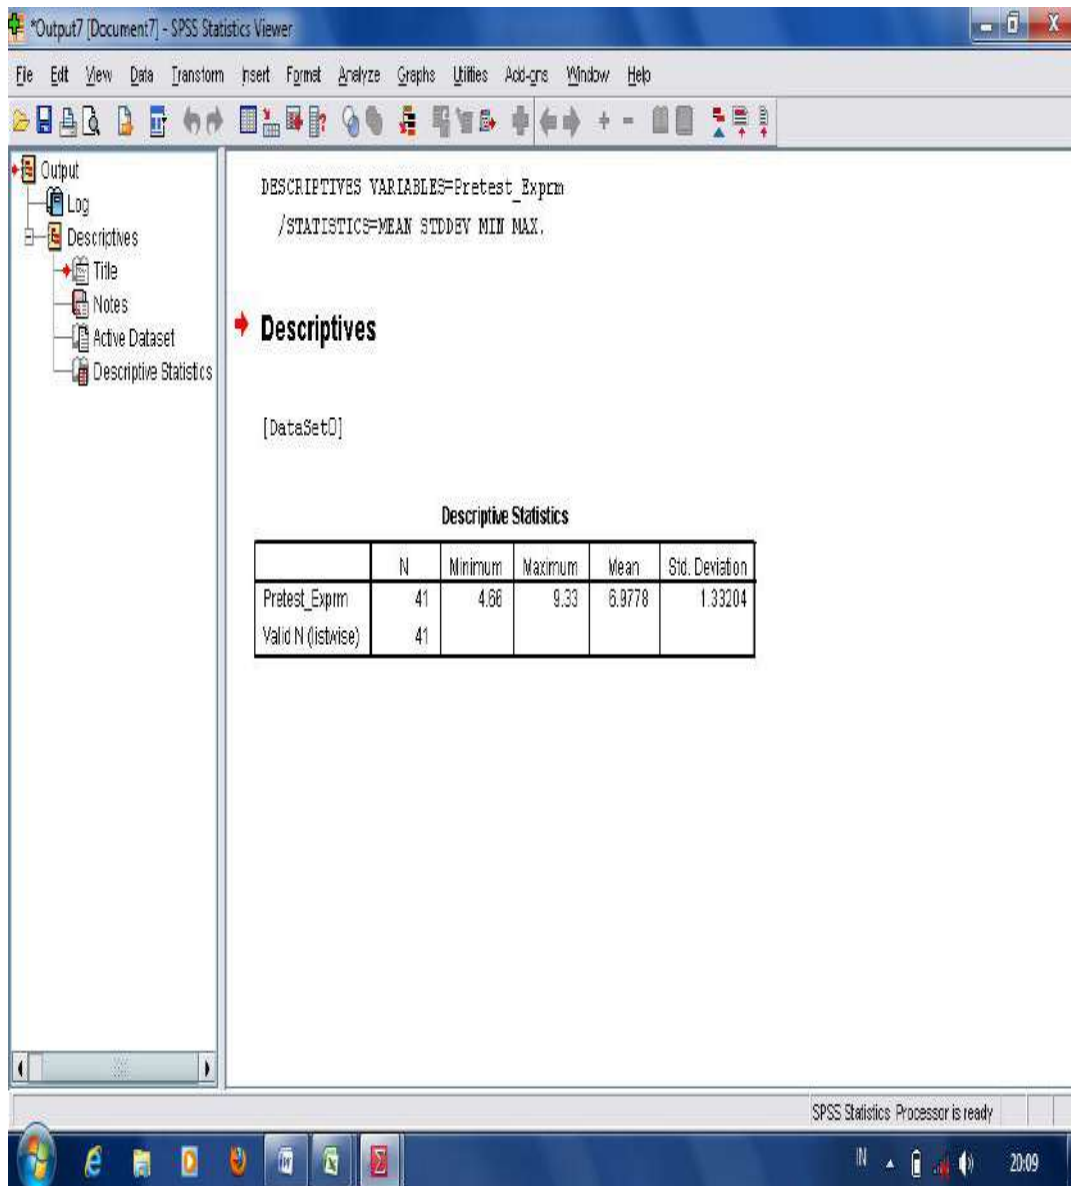 *Output7 [Document7] - SPSS Statistics Viewer
File Edit View Data Transform Insert Format Analyze Graphs Utilities Add-ons Window Help
Output
Log
Descriptives
Title
Notes
Active Dataset
Descriptive Statistics
DESCRIPTIVES VARIABLES=Pretest_Exprm
/STATISTICS=MEAN STDDEV MIN MAX.
Descriptives
[DataSet0]
Descriptive Statistics
N Minimum Maximum Mean Std. Deviation
Pretest_Exprm 41 4.66 9.33 6.9778 1.33204
Valid N (listwise) 41
SPSS Statistics Processor is ready
IN 20:09